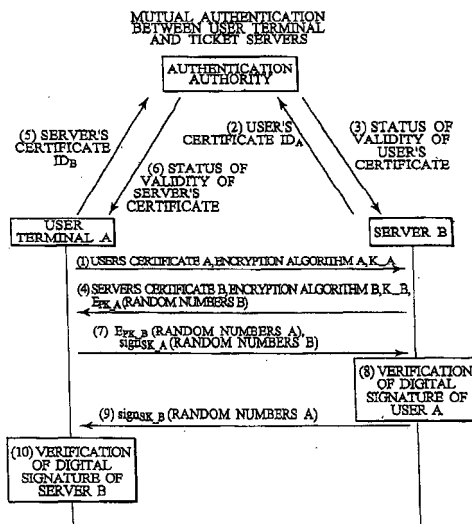 MUTUAL AUTHENTICATION
BETWEEN USER TERMINAL
AND TICKET SERVERS
AUTHENTICATION
AUTHORITY
(5) SERVER'S
CERTIFICATE
IDB
(2) USER'S
CERTIFICATE IDA
(3) STATUS OF
VALIDITY OF
USER'S
CERTIFICATE
(6) STATUS OF
VALIDITY OF
SERVER'S
CERTIFICATE
USER
TERMINAL A
SERVER B
(1) USERS CERTIFICATE A, ENCRYPTION ALGORITHM A, K_A
(4) SERVERS CERTIFICATE B, ENCRYPTION ALGORITHM B, K_B,
EPK_A (RANDOM NUMBERS B)
(7) EPK_B (RANDOM NUMBERS A),
signSK_A (RANDOM NUMBERS B)
(8) VERIFICATION
OF DIGITAL
SIGNATURE OF
USER A
(9) signSK_B (RANDOM NUMBERS A)
(10) VERIFICATION
OF DIGITAL
SIGNATURE OF
SERVER B